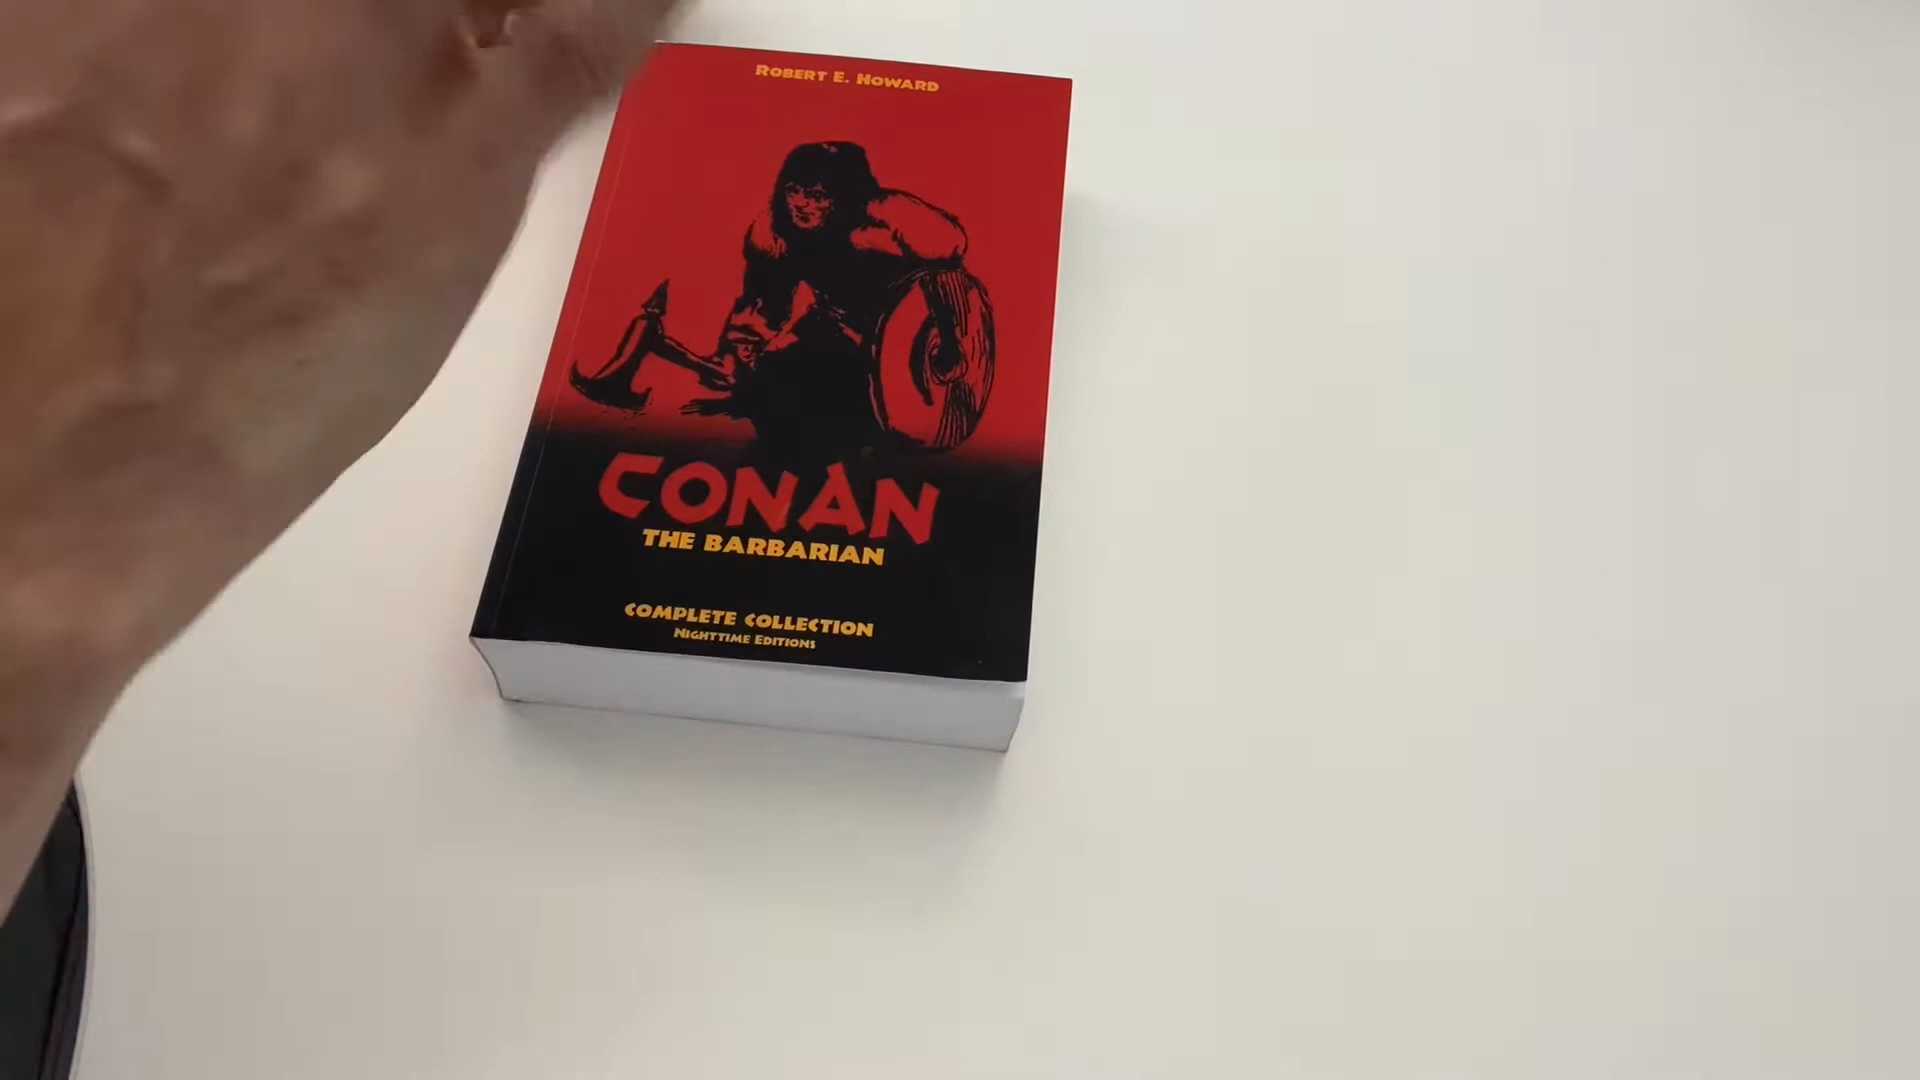 ROBERT E. HOWARD
CONAN
THE BARBARIAN
COMPLETE COLLECTION
NIGHTTIME EDITIONS